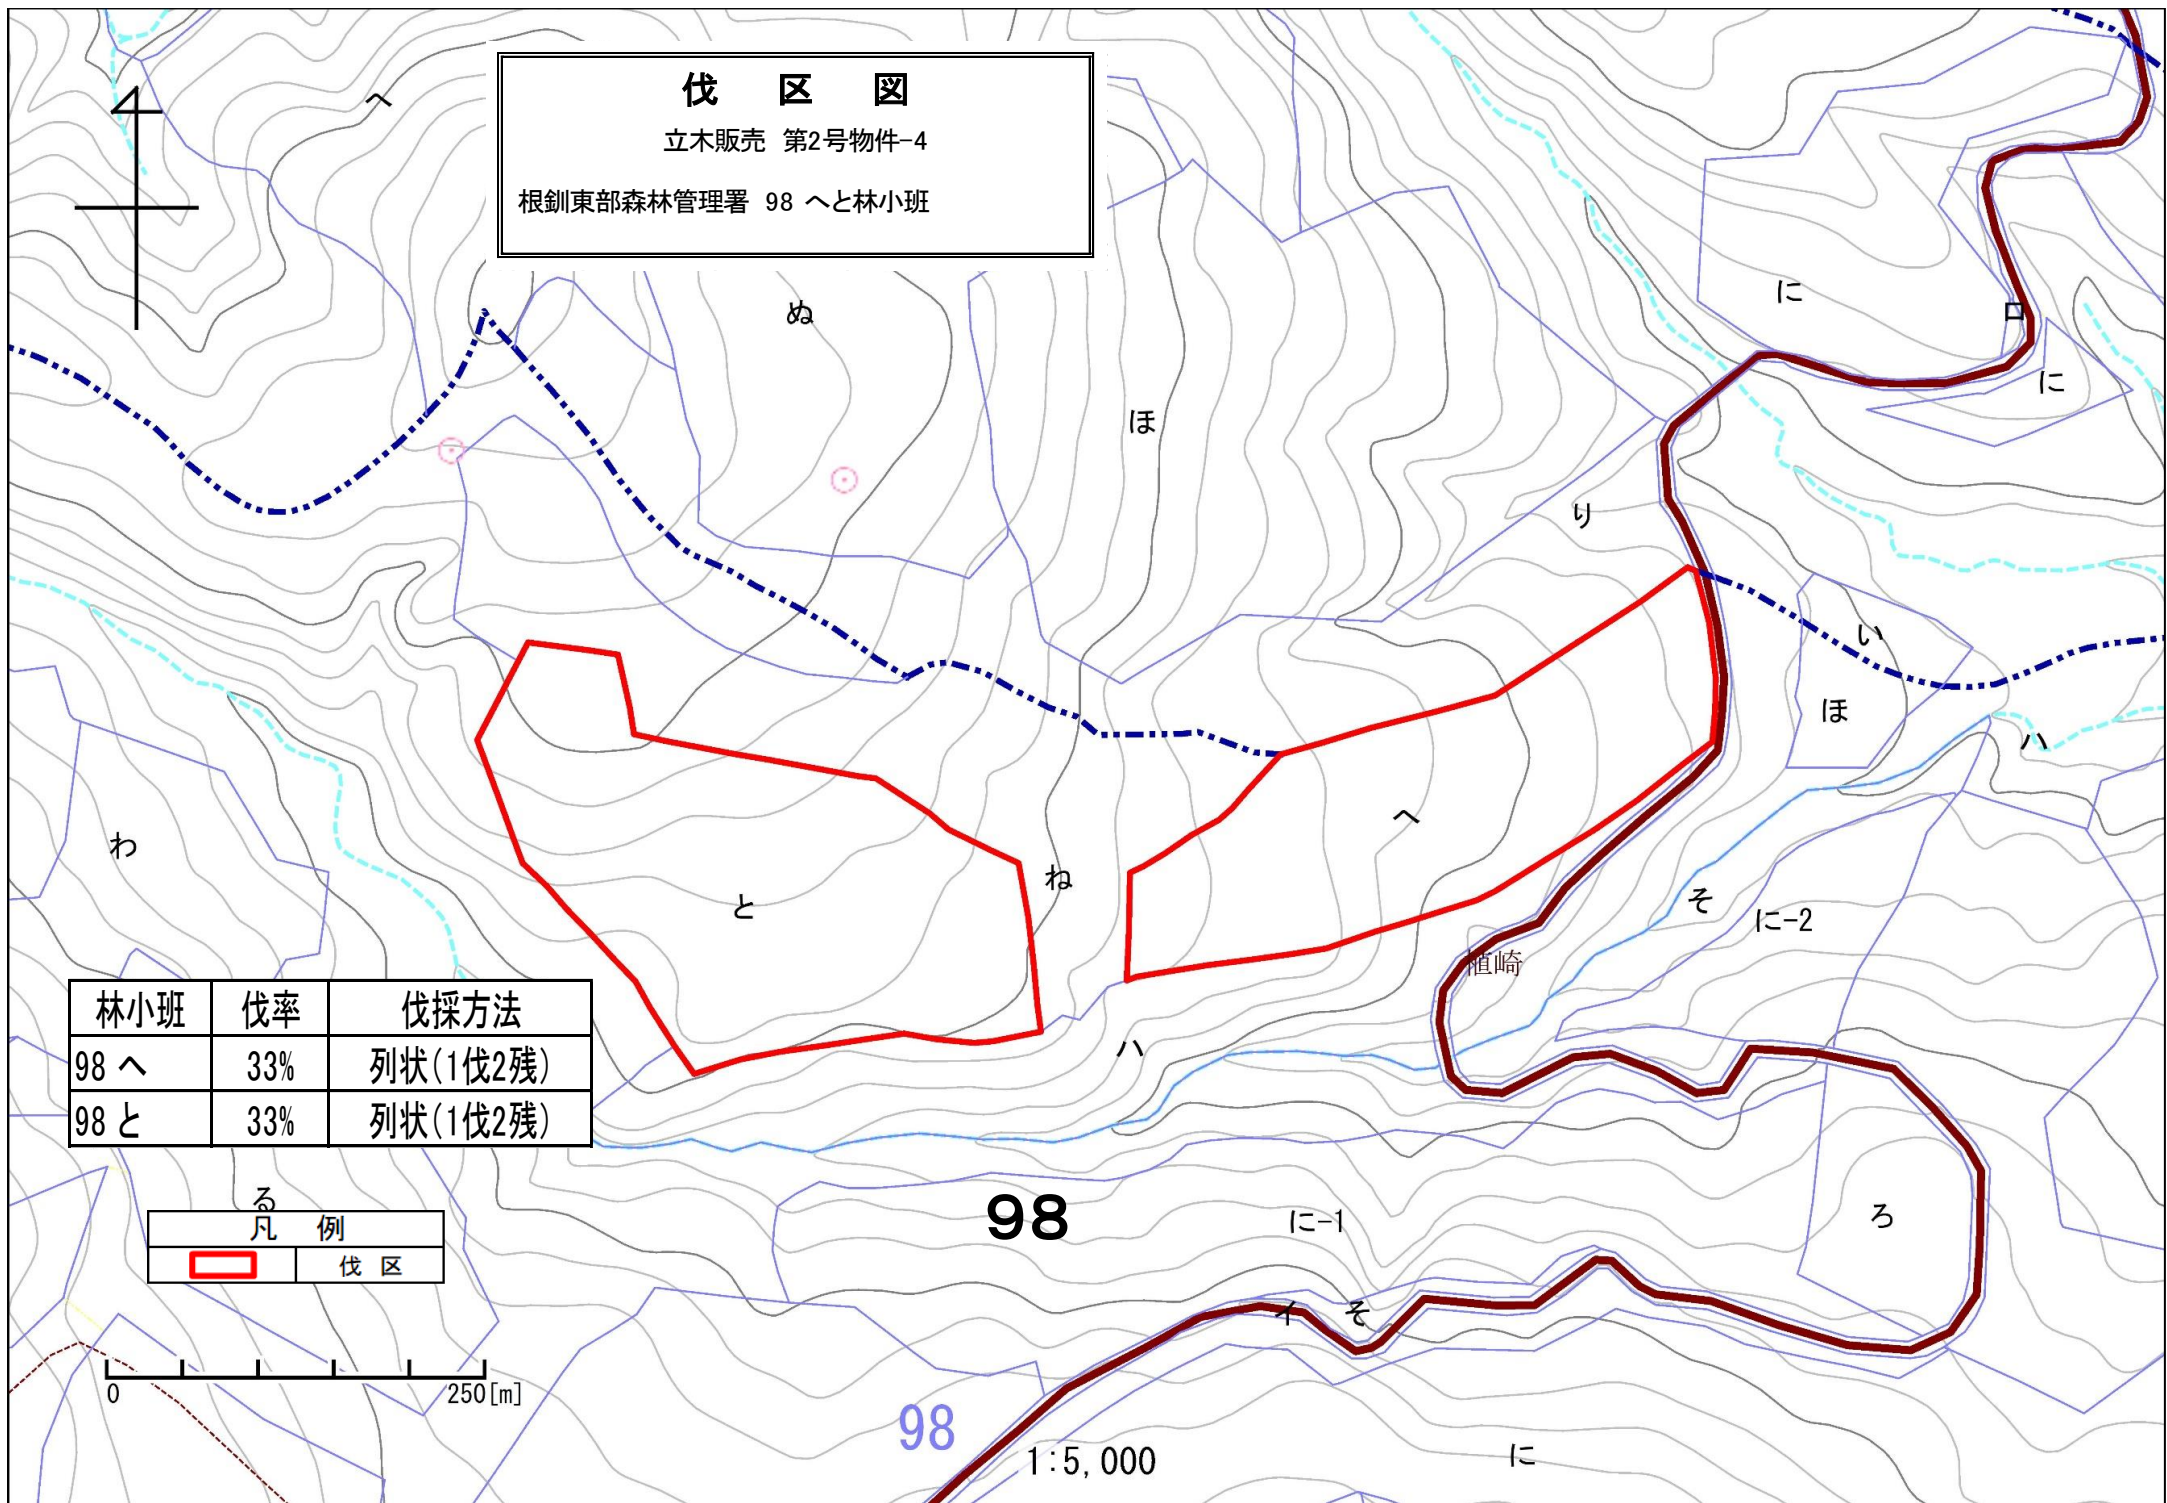 伐 区 図
立木販売 第2号物件-4
根釧東部森林管理署 98 へと林小班
へ
ぬ
に
ロ
に
ほ
り
い
ほ
ハ
わ
へ
ね
と
そ
に-2
植崎
ハ
林小班 伐率 伐採方法
98 へ 33% 列状(1伐2残)
98 と 33% 列状(1伐2残)
る
98
に-1
ろ
凡 例
伐 区
イ
そ
0 250[m]
98
1:5,000
に